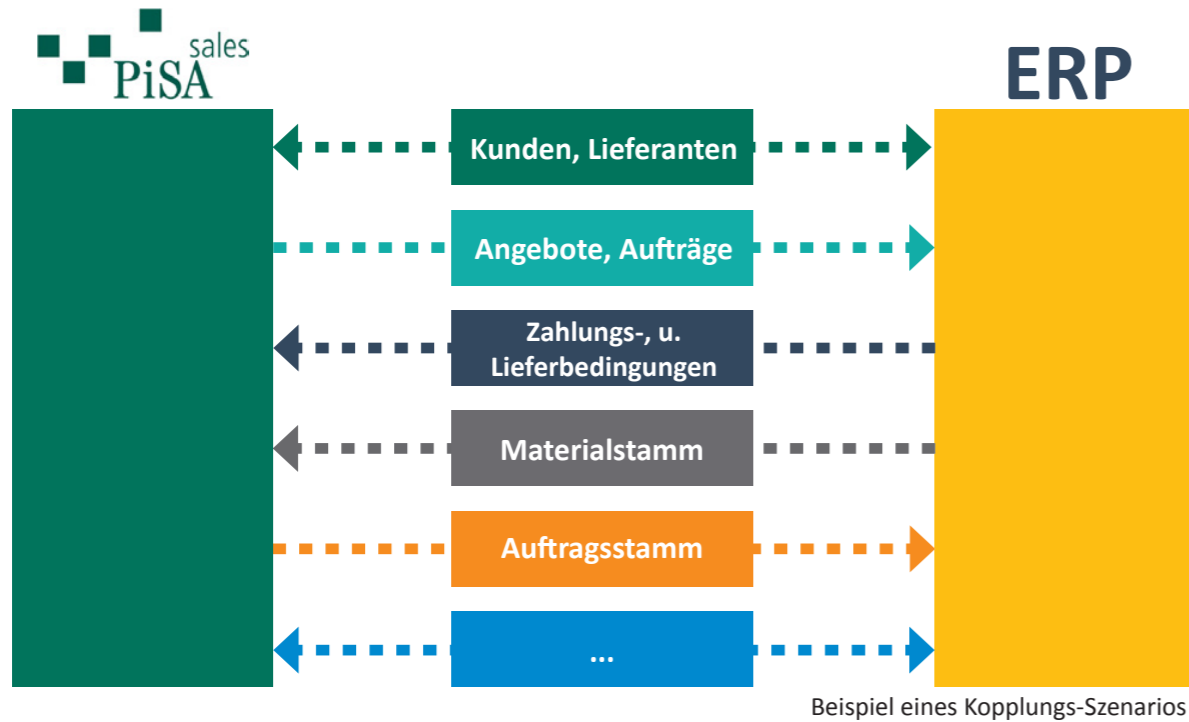 sales
PiSA
ERP
Kunden, Lieferanten
Angebote, Aufträge
Zahlungs-, u.
Lieferbedingungen
Materialstamm
Auftragsstamm
...
Beispiel eines Kopplungs-Szenarios